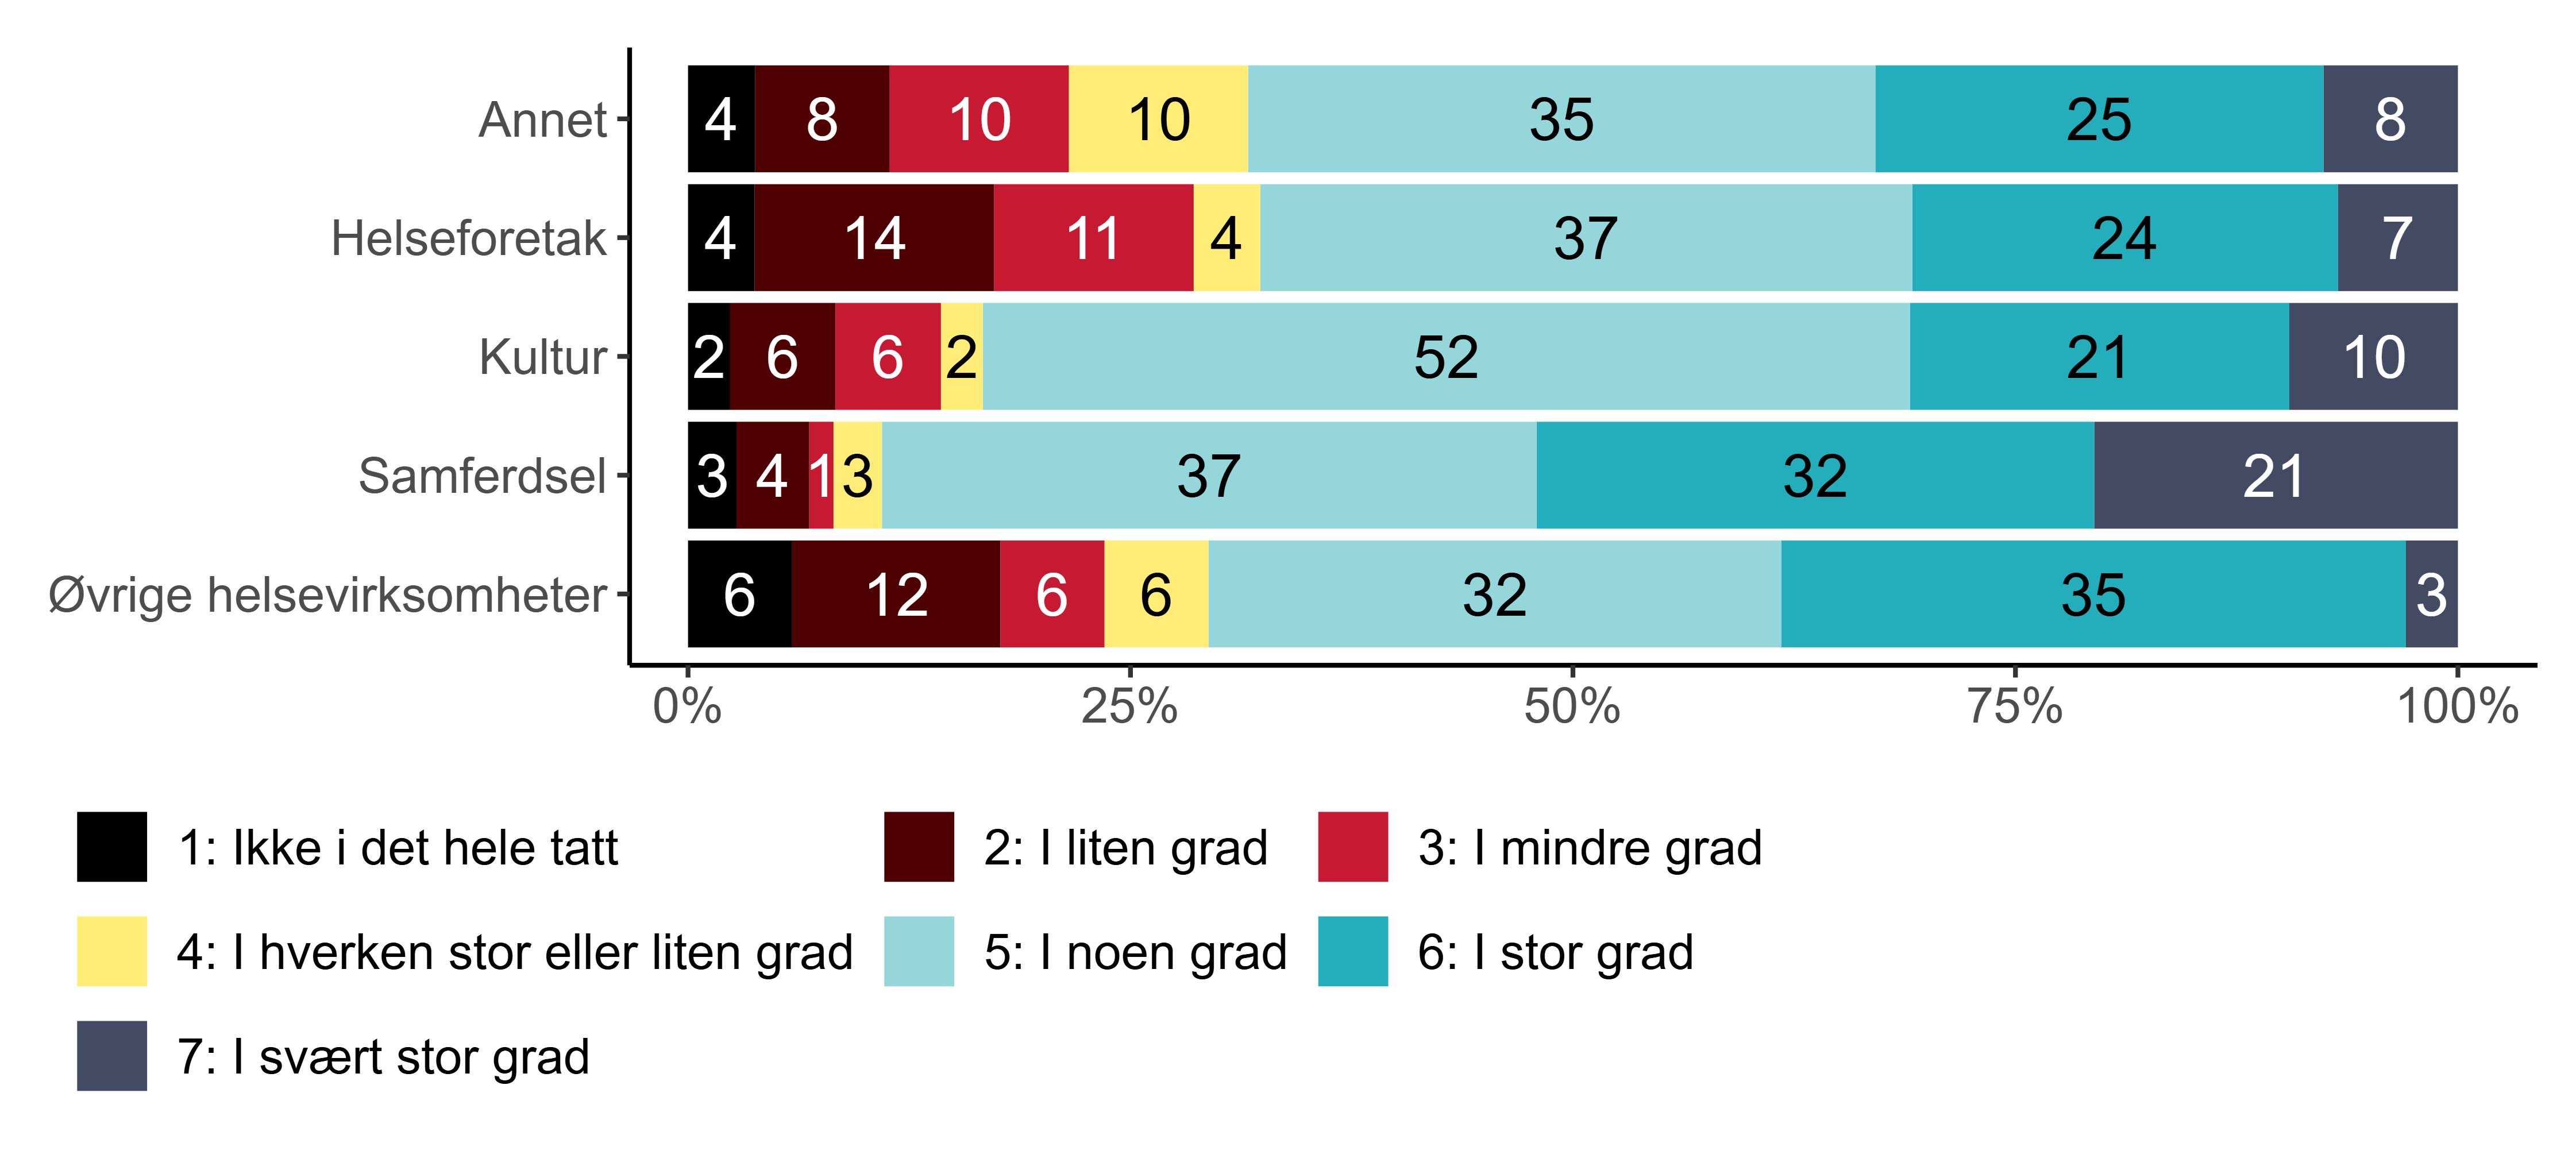 Annet 4 8 10 10 35 25 8
Helseforetak 4 14 11 4 37 24 7
Kultur 2 6 6 2 52 21 10
Samferdsel 3 4 1 3 37 32 21
Øvrige helsevirksomheter 6 12 6 6 32 35 3
0% 25% 50% 75% 100%
1: Ikke i det hele tatt 2: I liten grad 3: I mindre grad
4: I hverken stor eller liten grad 5: I noen grad 6: I stor grad
7: I svært stor grad